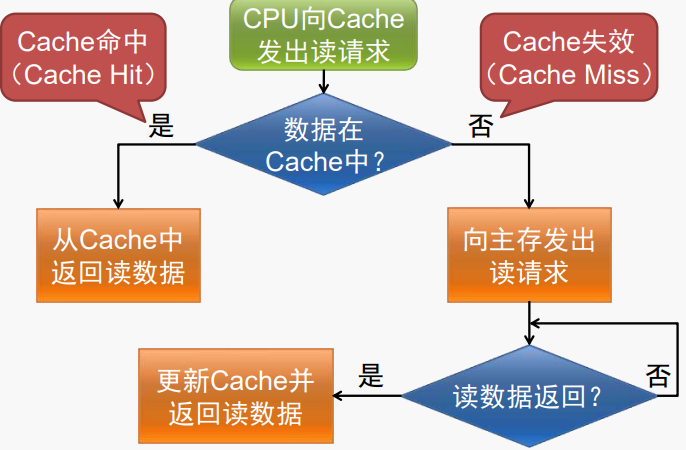 Cache命中
（Cache Hit）
CPU向Cache
发出读请求
Cache失效
（Cache Miss）
是
数据在
Cache中？
否
从Cache中
返回读数据
向主存发出
读请求
更新Cache并
返回读数据
是
读数据返回？
否